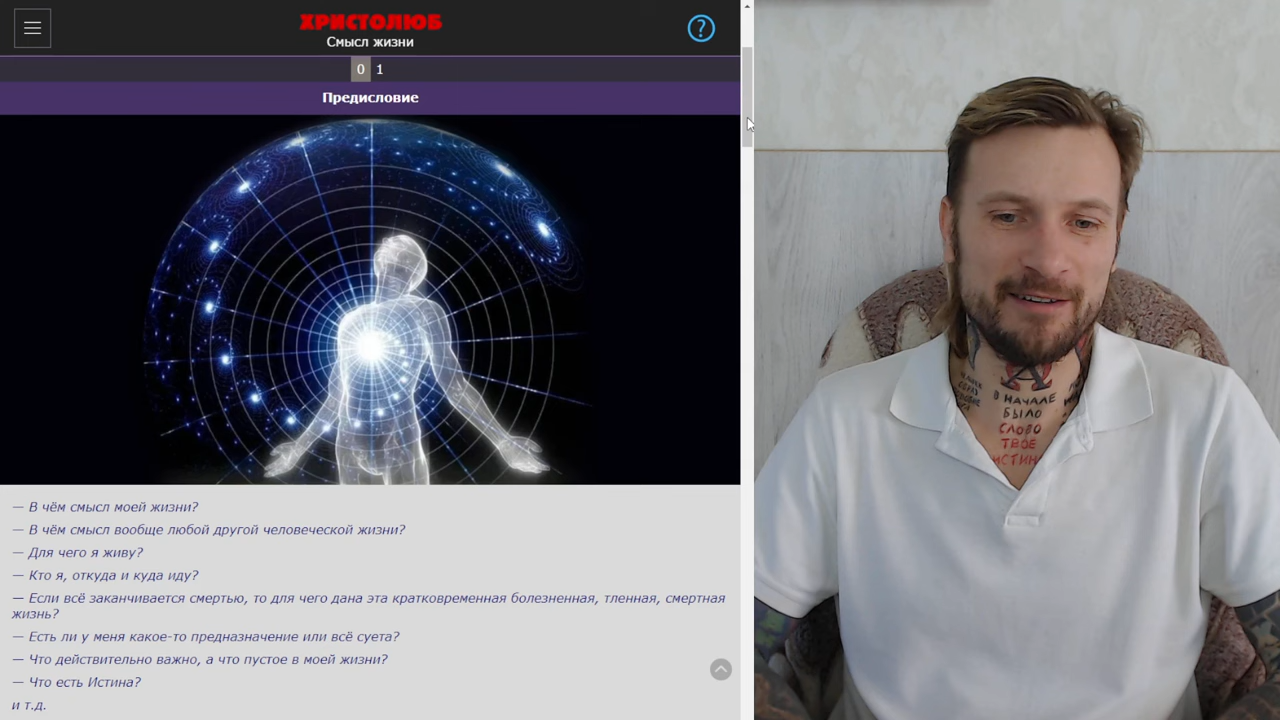 ХРИСТОЛЮБ
Смысл жизни
0 1
Предисловие
— В чём смысл моей жизни?
— В чём смысл вообще любой другой человеческой жизни?
— Для чего я живу?
— Кто я, откуда и куда иду?
— Если всё заканчивается смертью, то для чего дана эта кратковременная болезненная, тленная, смертная
жизнь?
— Есть ли у меня какое-то предназначение или всё суета?
— Что действительно важно, а что пустое в моей жизни?
— Что есть Истина?
и т.д.
В НАЧАЛЕ
БЫЛО
СЛОВО
ТВОЕ
ИСТИН